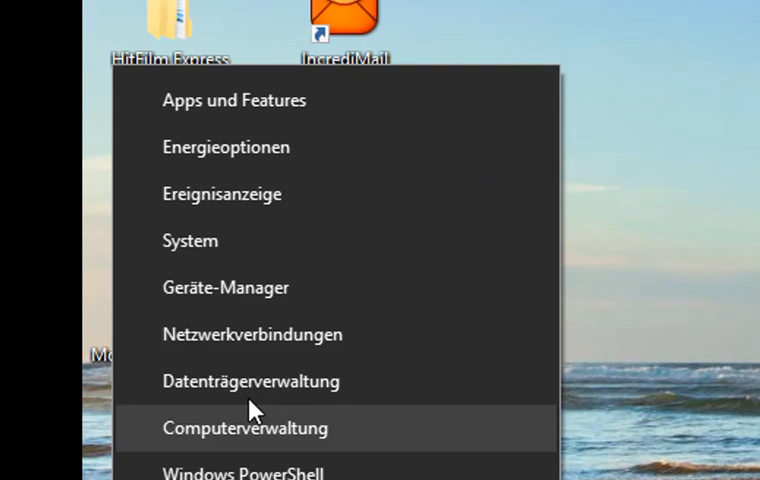 HitFilm Express IncrediMail
Apps und Features
Energieoptionen
Ereignisanzeige
System
Geräte-Manager
Netzwerkverbindungen
Datenträgerverwaltung
Computerverwaltung
Windows PowerShell